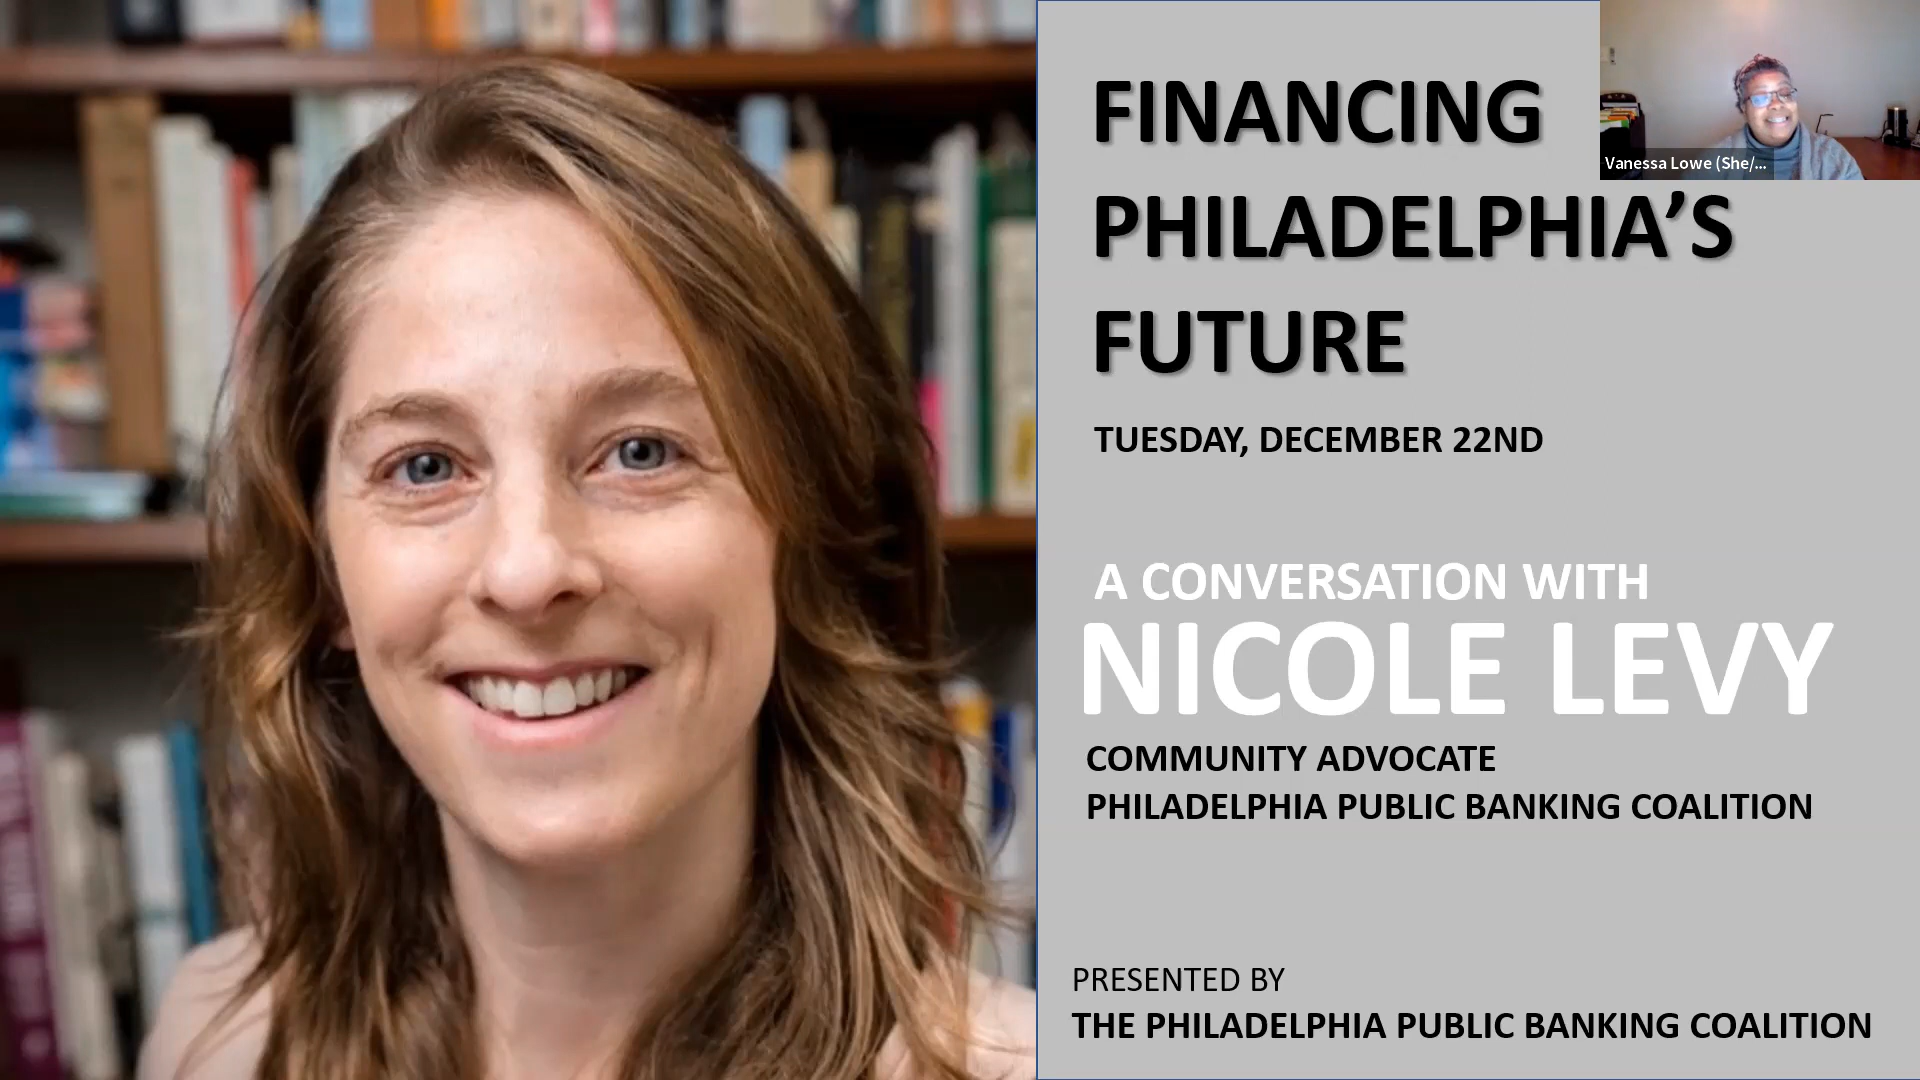 FINANCING
PHILADELPHIA’S
FUTURE
TUESDAY, DECEMBER 22ND
A CONVERSATION WITH
NICOLE LEVY
COMMUNITY ADVOCATE
PHILADELPHIA PUBLIC BANKING COALITION
PRESENTED BY
THE PHILADELPHIA PUBLIC BANKING COALITION
Vanessa Lowe (She/...